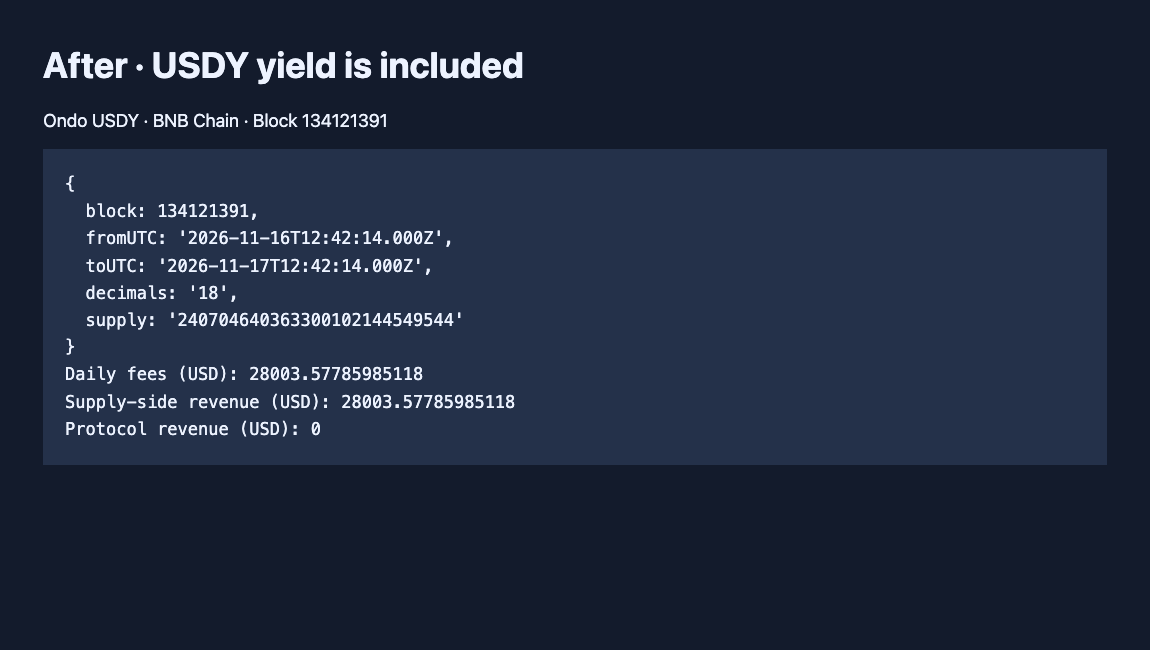 After · USDY yield is included
Ondo USDY · BNB Chain · Block 134121391
{
  block: 134121391,
  fromUTC: '2026-11-16T12:42:14.000Z',
  toUTC: '2026-11-17T12:42:14.000Z',
  decimals: '18',
  supply: '240704640363300102144549544'
}
Daily fees (USD): 28003.57785985118
Supply-side revenue (USD): 28003.57785985118
Protocol revenue (USD): 0